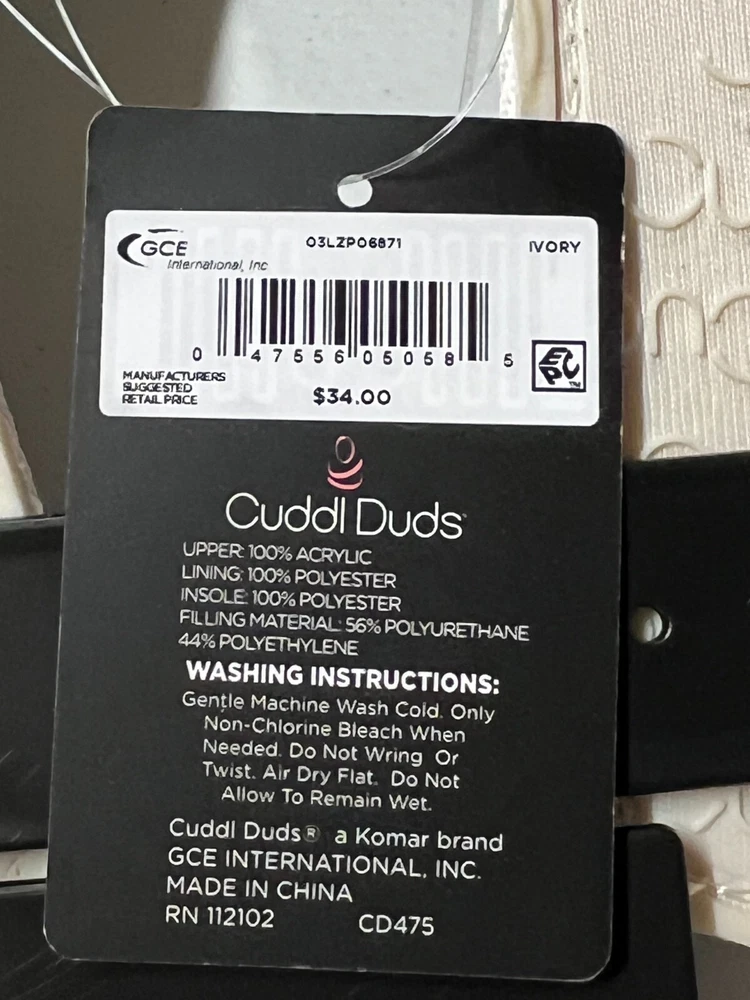 GCE
International, Inc
03LZP06871
IVORY
0 47556 05058 5
MANUFACTURERS
SUGGESTED
RETAIL PRICE
$34.00
EPC™
Cuddl Duds
UPPER: 100% ACRYLIC
LINING: 100% POLYESTER
INSOLE: 100% POLYESTER
FILLING MATERIAL: 56% POLYURETHANE
44% POLYETHYLENE
WASHING INSTRUCTIONS:
Gentle Machine Wash Cold. Only
Non-Chlorine Bleach When
Needed. Do Not Wring Or
Twist. Air Dry Flat. Do Not
Allow To Remain Wet.
Cuddl Duds® a Komar brand
GCE INTERNATIONAL, INC.
MADE IN CHINA
RN 112102 CD475